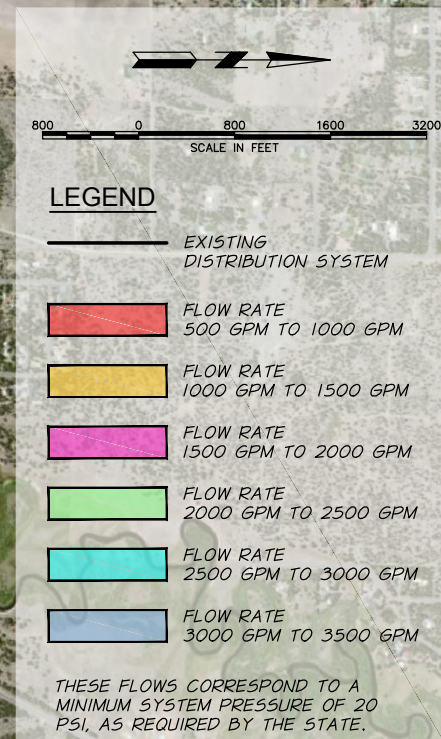 800 0 800 1600 3200
SCALE IN FEET
LEGEND
EXISTING
DISTRIBUTION SYSTEM
FLOW RATE
500 GPM TO 1000 GPM
FLOW RATE
1000 GPM TO 1500 GPM
FLOW RATE
1500 GPM TO 2000 GPM
FLOW RATE
2000 GPM TO 2500 GPM
FLOW RATE
2500 GPM TO 3000 GPM
FLOW RATE
3000 GPM TO 3500 GPM
THESE FLOWS CORRESPOND TO A
MINIMUM SYSTEM PRESSURE OF 20
PSI, AS REQUIRED BY THE STATE.